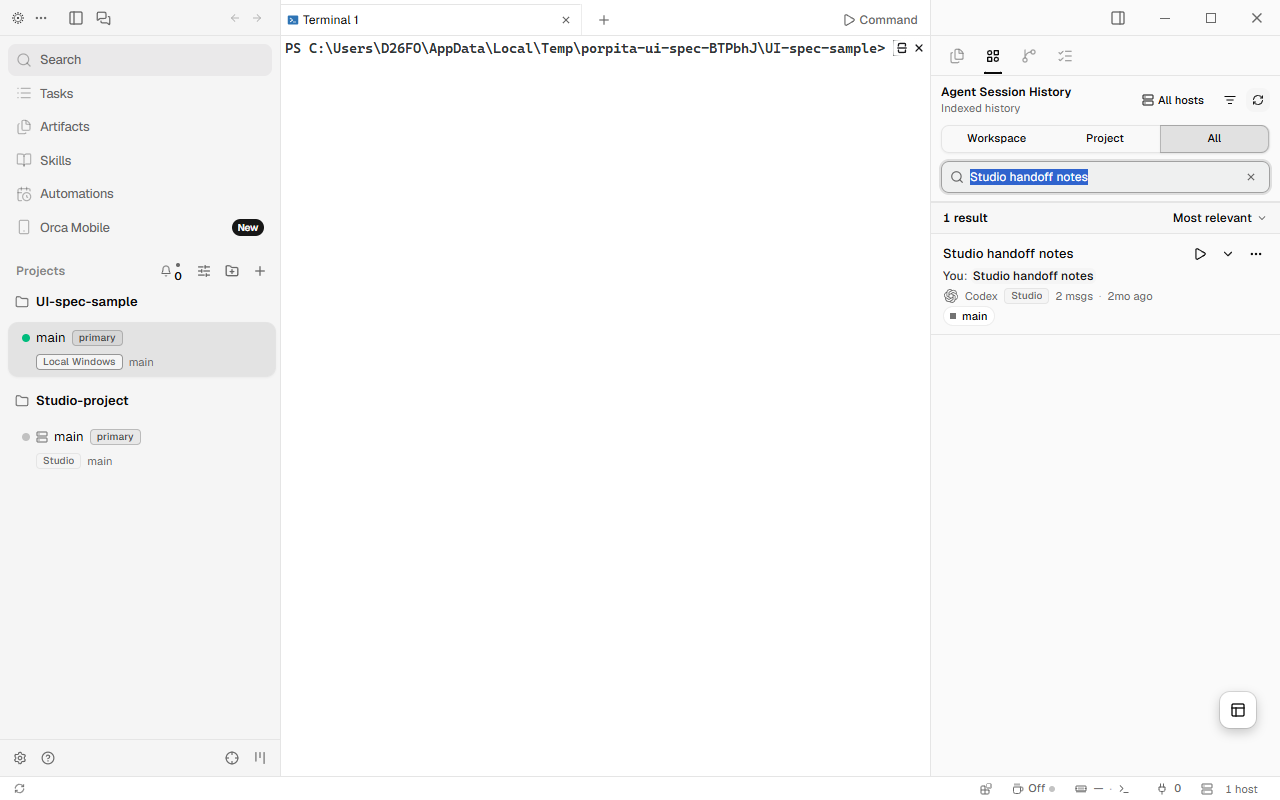 Terminal 1
Command
PS C:\Users\D26FO\AppData\Local\Temp\porpita-ui-spec-BTPbhJ\UI-spec-sample>
Search
Tasks
Artifacts
Skills
Automations
Orca Mobile
New
Projects
0
UI-spec-sample
main primary
Local Windows main
Studio-project
main primary
Studio main
Agent Session History
Indexed history
All hosts
Workspace
Project
All
Studio handoff notes
1 result
Most relevant
Studio handoff notes
You: Studio handoff notes
Codex Studio 2 msgs · 2mo ago
main
Off
0
1 host